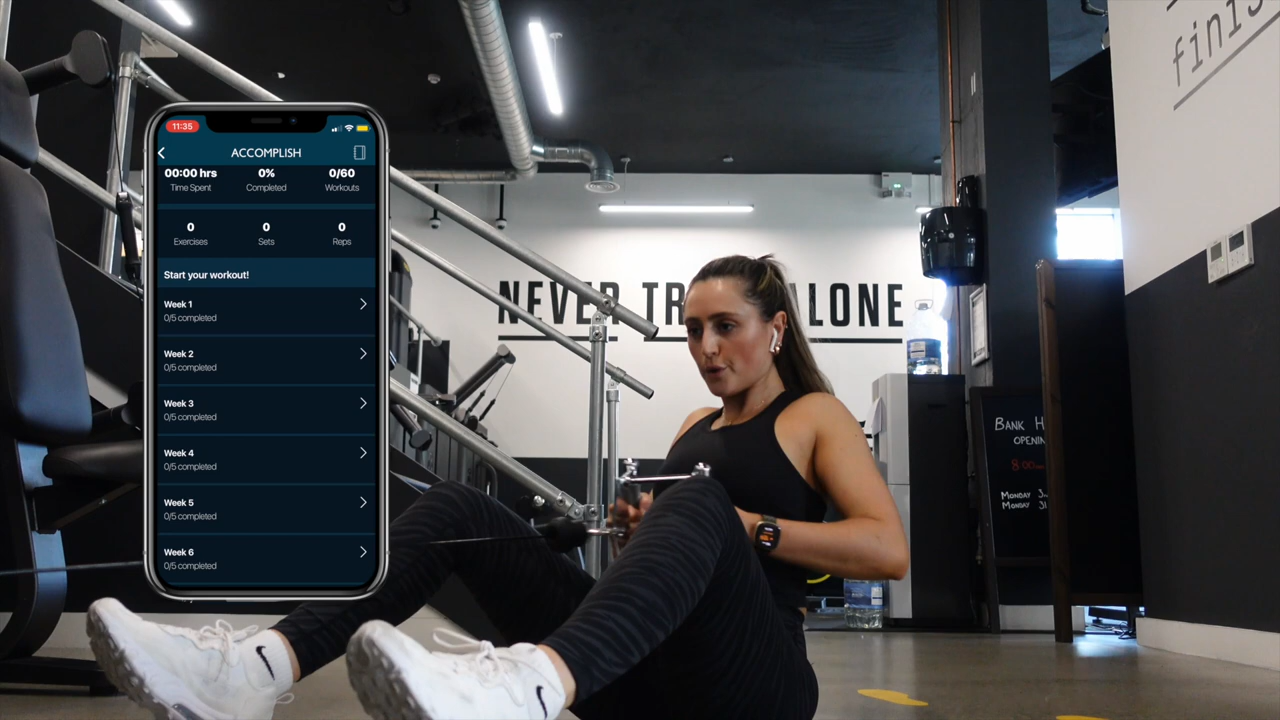 11:35
ACCOMPLISH
00:00 hrs 0% 0/60
Time Spent Completed Workouts
0 0 0
Exercises Sets Reps
Start your workout!
Week 1
0/5 completed
Week 2
0/5 completed
Week 3
0/5 completed
Week 4
0/5 completed
Week 5
0/5 completed
Week 6
0/5 completed
NEVER TR LONE
finis
BANK H
OPENIN
8:00
MONDAY
MONDAY 31